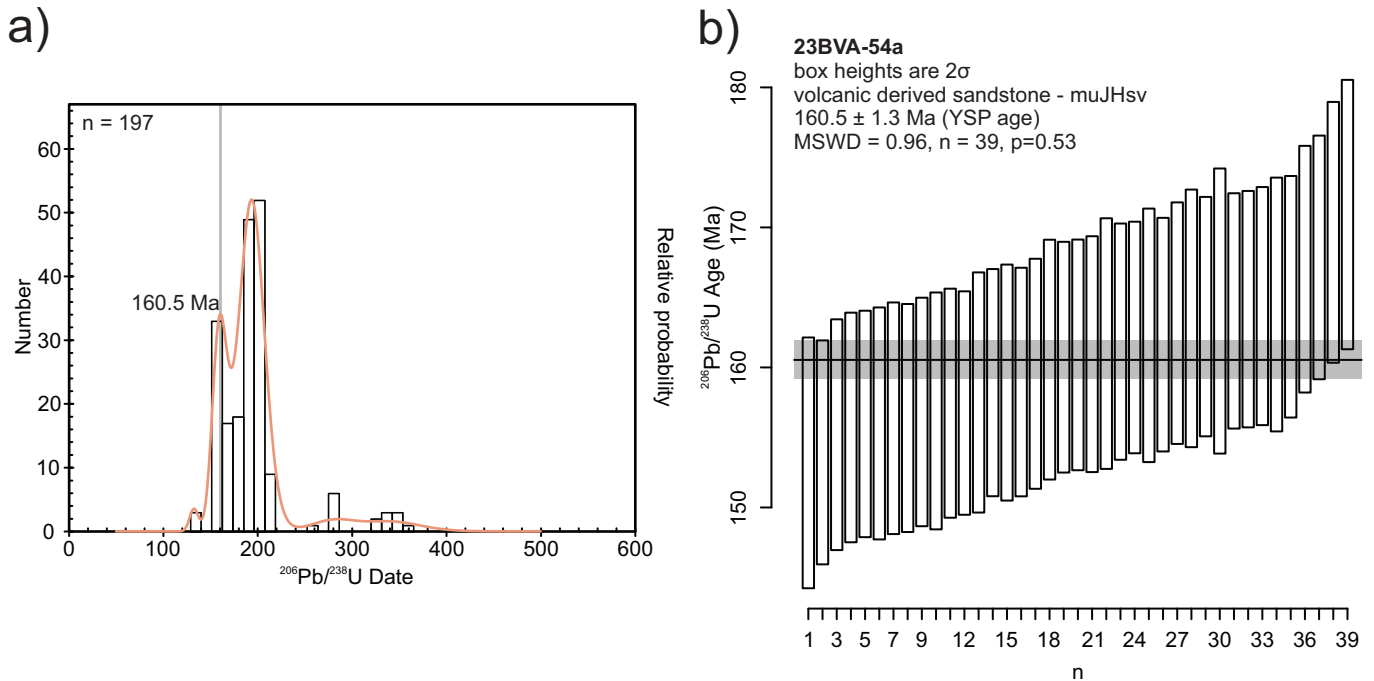 a)
n = 197
160.5 Ma
Number
60
50
40
30
20
10
0
0 100 200 300 400 500 600
²⁰⁶Pb/²³⁸U Date
Relative probability
b)
23BVA-54a
box heights are 2σ
volcanic derived sandstone - muJHsv
160.5 ± 1.3 Ma (YSP age)
MSWD = 0.96, n = 39, p=0.53
²⁰⁶Pb/²³⁸U Age (Ma)
180
170
160
150
1 3 5 7 9 12 15 18 21 24 27 30 33 36 39
n